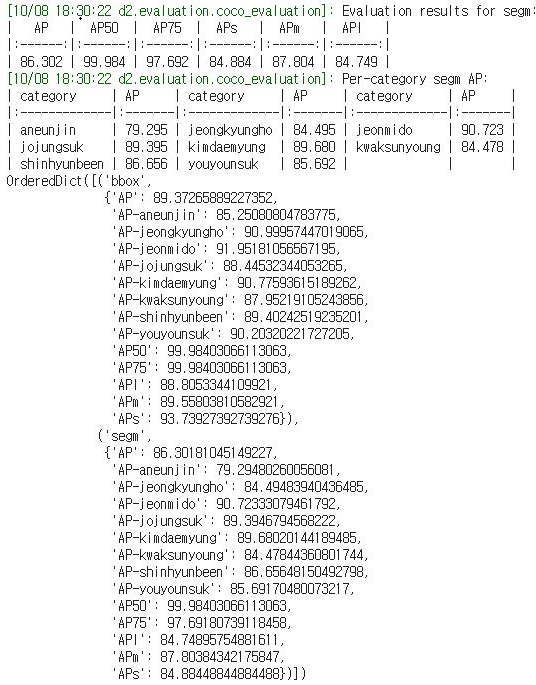 [10/08 18:30:22 d2.evaluation.coco_evaluation]: Evaluation results for segm:
|   AP   |  AP50  |  AP75  |  APs   |  APm   |  APl   |
|:------:|:------:|:------:|:------:|:------:|:------:|
| 86.302 | 99.984 | 97.692 | 84.884 | 87.804 | 84.749 |
[10/08 18:30:22 d2.evaluation.coco_evaluation]: Per-category segm AP:
| category     | AP     | category     | AP     | category     | AP     |
|:-------------|:-------|:-------------|:-------|:-------------|:-------|
| aneunjin     | 79.295 | jeongkyungho | 84.495 | jeonmido     | 90.723 |
| jojungsuk    | 89.395 | kimdaemyung  | 89.680 | kwaksunyoung | 84.478 |
| shinhyunbeen | 86.656 | youyounsuk   | 85.692 |              |        |
OrderedDict([('bbox',
{'AP': 89.37265889227352,
'AP-aneunjin': 85.25080804783775,
'AP-jeongkyungho': 90.99957447019065,
'AP-jeonmido': 91.95181056567195,
'AP-jojungsuk': 88.44532344053265,
'AP-kimdaemyung': 90.77593615189262,
'AP-kwaksunyoung': 87.95219105243856,
'AP-shinhyunbeen': 89.40242519235201,
'AP-youyounsuk': 90.20320221727205,
'AP50': 99.98403066113063,
'AP75': 99.98403066113063,
'APl': 88.8053344109921,
'APm': 89.55803810582921,
'APs': 93.73927392739276}),
('segm',
{'AP': 86.30181045149227,
'AP-aneunjin': 79.29480260056081,
'AP-jeongkyungho': 84.49483940436485,
'AP-jeonmido': 90.72333079461792,
'AP-jojungsuk': 89.3946794568222,
'AP-kimdaemyung': 89.68020144189485,
'AP-kwaksunyoung': 84.47844360801744,
'AP-shinhyunbeen': 86.65648150492798,
'AP-youyounsuk': 85.69170480073217,
'AP50': 99.98403066113063,
'AP75': 97.69180739118458,
'APl': 84.74895754881611,
'APm': 87.80384342175847,
'APs': 84.88448844884488})])